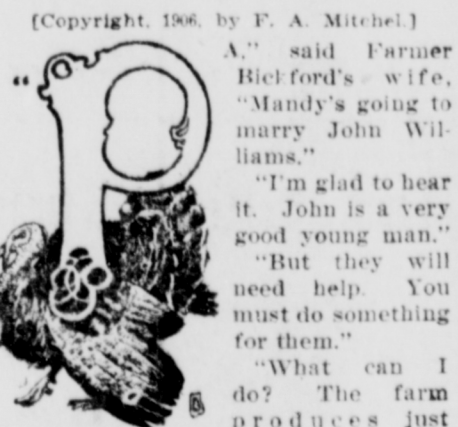 [Copyright, 1906, by F. A. Mitchel.]
"PA," said Farmer
Bickford's wife,
"Mandy's going to
marry John Wil-
liams."
"I'm glad to hear
it. John is a very
good young man."
"But they will
need help. You
must do something
for them."
"What can I
do? The farm
produces just